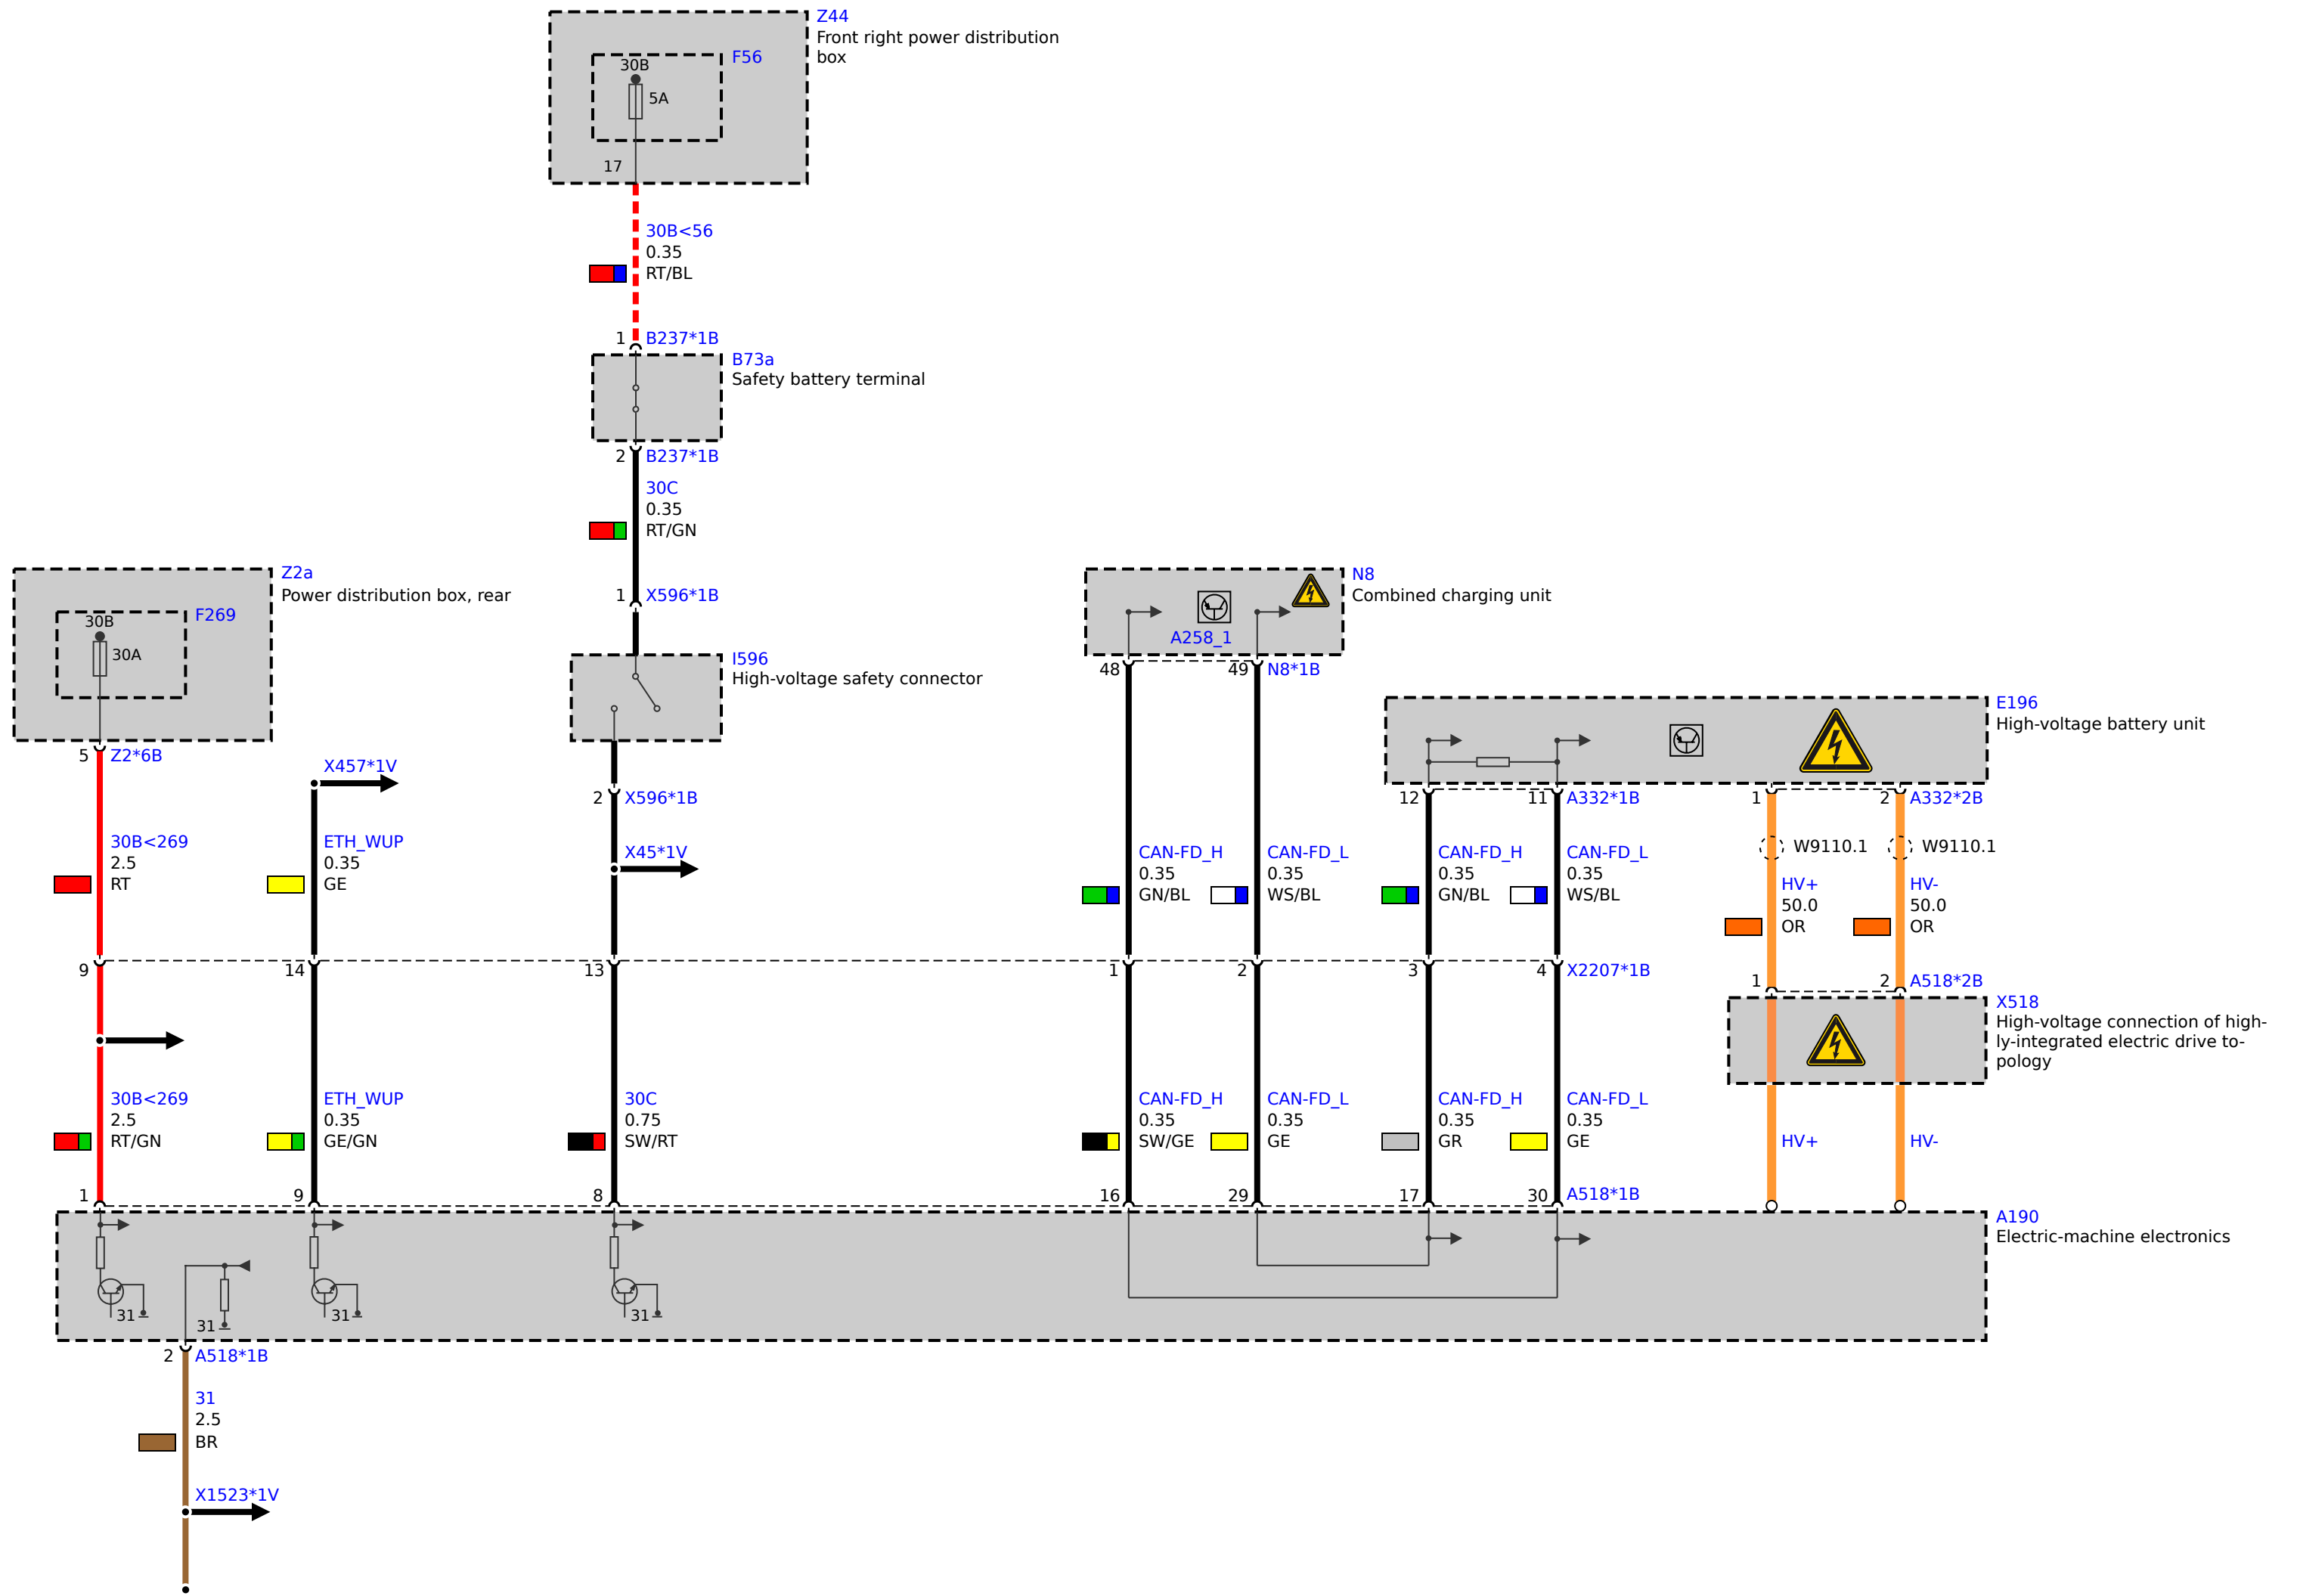 Z44
Front right power distribution
box
F56
30B
5A
17
30B<56
0.35
RT/BL
1 B237*1B
B73a
Safety battery terminal
2 B237*1B
30C
0.35
RT/GN
1 X596*1B
Z2a
Power distribution box, rear
F269
30B
30A
5 Z2*6B
I596
High-voltage safety connector
N8
Combined charging unit
A258_1
48 49 N8*1B
E196
High-voltage battery unit
X457*1V
2 X596*1B
12 11 A332*1B
1 2 A332*2B
X45*1V
W9110.1 W9110.1
30B<269
2.5
RT
ETH_WUP
0.35
GE
CAN-FD_H
0.35
GN/BL
CAN-FD_L
0.35
WS/BL
CAN-FD_H
0.35
GN/BL
CAN-FD_L
0.35
WS/BL
HV+
50.0
OR
HV-
50.0
OR
9 14 13 1 2 3 4 X2207*1B
1 2 A518*2B
X518
High-voltage connection of high-
ly-integrated electric drive to-
pology
30B<269
2.5
RT/GN
ETH_WUP
0.35
GE/GN
30C
0.75
SW/RT
CAN-FD_H
0.35
SW/GE
CAN-FD_L
0.35
GE
CAN-FD_H
0.35
GR
CAN-FD_L
0.35
GE
HV+
HV-
1 9 8 16 29 17 30 A518*1B
A190
Electric-machine electronics
31 31 31 31
2 A518*1B
31
2.5
BR
X1523*1V